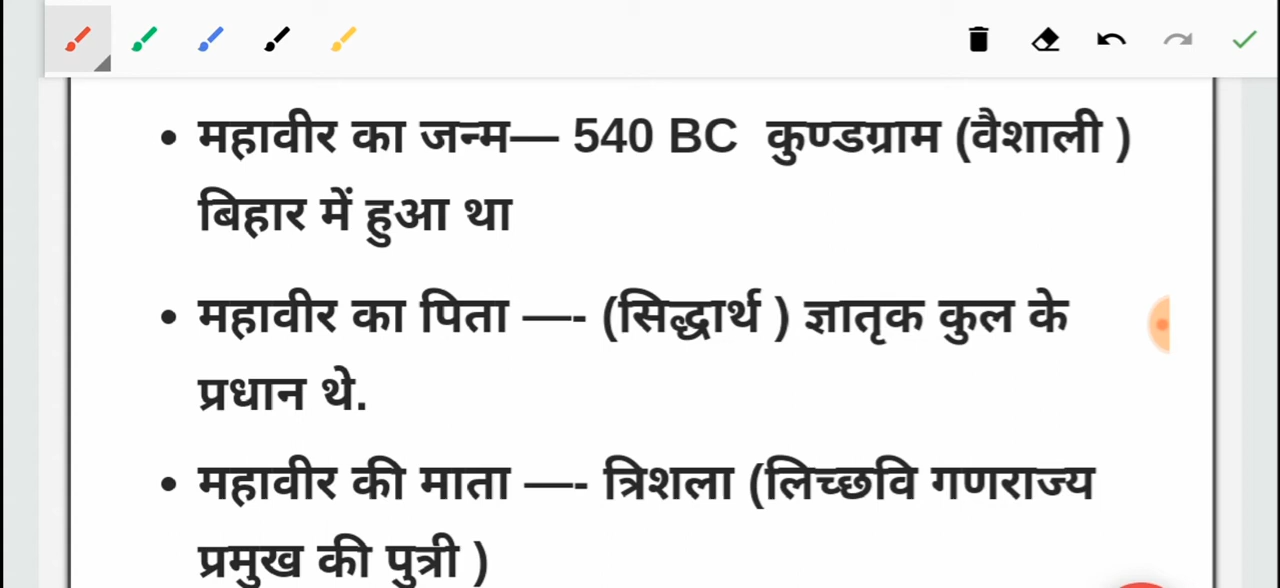 • महावीर का जन्म— 540 BC कुण्डग्राम (वैशाली )
बिहार में हुआ था
• महावीर का पिता —- (सिद्धार्थ ) ज्ञातृक कुल के
प्रधान थे.
• महावीर की माता —- त्रिशला (लिच्छवि गणराज्य
प्रमुख की पुत्री )